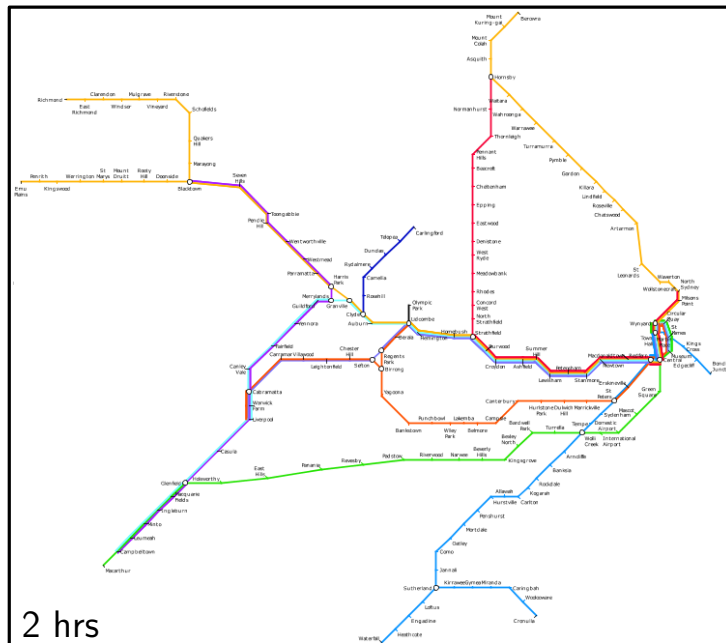 Mount
Kuring-gai
Berowra
Mount
Colah
Asquith
Hornsby
Waitara
Normanhurst
Wahroonga
Warrawee
Thornleigh
Turramurra
Pennant
Hills
Pymble
Beecroft
Gordon
Cheltenham
Killara
Lindfield
Epping
Roseville
Eastwood
Chatswood
Artarmon
Denistone
West
Ryde
St
Leonards
Meadowbank
Waverton
Wollstonecraft
North
Sydney
Rhodes
Milsons
Point
Concord
West
North
Strathfield
Strathfield
Circular
Quay
Wynyard
St
James
Town
Hall
Kings
Cross
Museum
Edgecliff
Bondi
Central
Richmond
East
Richmond
Clarendon
Windsor
Mulgrave
Vineyard
Riverstone
Schofields
Quakers
Hill
Marayong
Emu
Plains
Penrith
Kingswood
Werrington
St
Marys
Mount
Druitt
Rooty
Hill
Doonside
Blacktown
Seven
Hills
Toongabbie
Pendle
Hill
Wentworthville
Westmead
Parramatta
Harris
Park
Merrylands
Granville
Guildford
Clyde
Auburn
Lidcombe
Olympic
Park
Carlingford
Telopea
Dundas
Rydalmere
Camellia
Rosehill
Homebush
Flemington
Berala
Regents
Park
Birrong
Yagoona
Bankstown
Punchbowl
Wiley
Park
Lakemba
Belmore
Campsie
Canterbury
Hurlstone
Park
Dulwich
Hill
Marrickville
Sydenham
St
Peters
Erskineville
Burwood
Croydon
Ashfield
Summer
Hill
Lewisham
Petersham
Stanmore
Newtown
Macdonaldtown
Redfern
Green
Square
Mascot
Domestic
Airport
International
Airport
Wolli
Creek
Tempe
Turrella
Bardwell
Park
Bexley
North
Kingsgrove
Beverly
Hills
Narwee
Riverwood
Padstow
Revesby
Panania
East
Hills
Holsworthy
Glenfield
Macquarie
Fields
Ingleburn
Minto
Leumeah
Campbelltown
Macarthur
Casula
Liverpool
Warwick
Farm
Cabramatta
Canley
Vale
Carramar
Villawood
Leightonfield
Chester
Hill
Sefton
Fairfield
Yennora
Arncliffe
Banksia
Rockdale
Kogarah
Carlton
Allawah
Hurstville
Penshurst
Mortdale
Oatley
Como
Jannali
Sutherland
Kirrawee
Gymea
Miranda
Caringbah
Woolooware
Cronulla
Loftus
Engadine
Heathcote
Waterfall
2 hrs